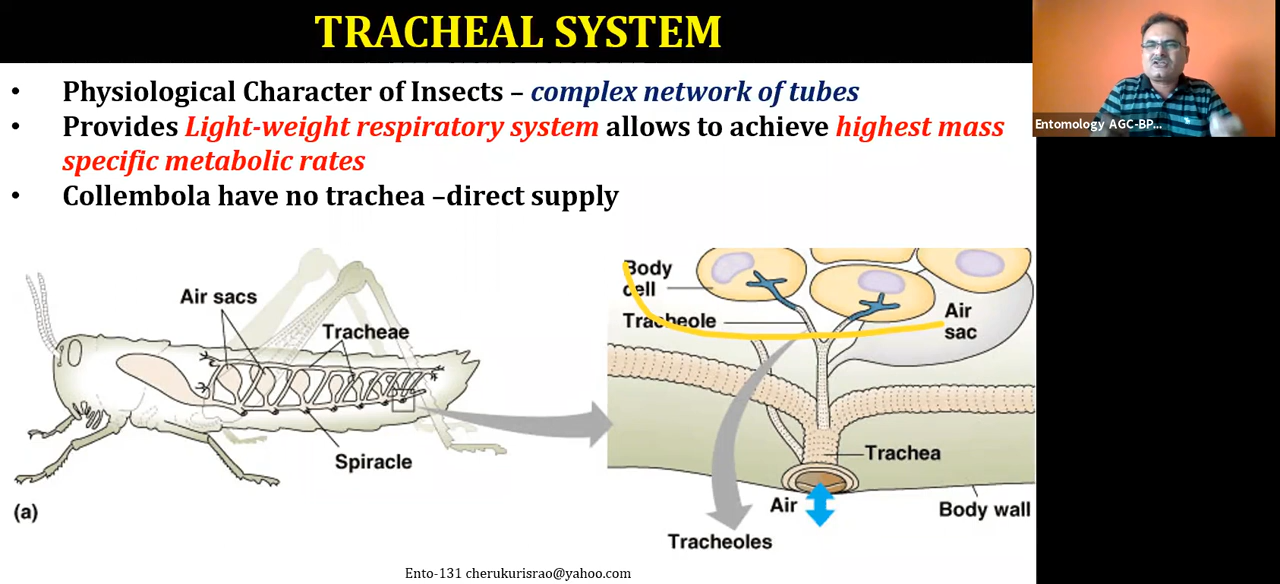 TRACHEAL SYSTEM
• Physiological Character of Insects – complex network of tubes
• Provides Light-weight respiratory system allows to achieve highest mass
specific metabolic rates
• Collembola have no trachea –direct supply
Entomology AGC-BP...
Air sacs
Tracheae
Spiracle
(a)
Body
cell
Tracheole
Air
sac
Trachea
Air
Body wall
Tracheoles
Ento-131 cherukurisrao@yahoo.com